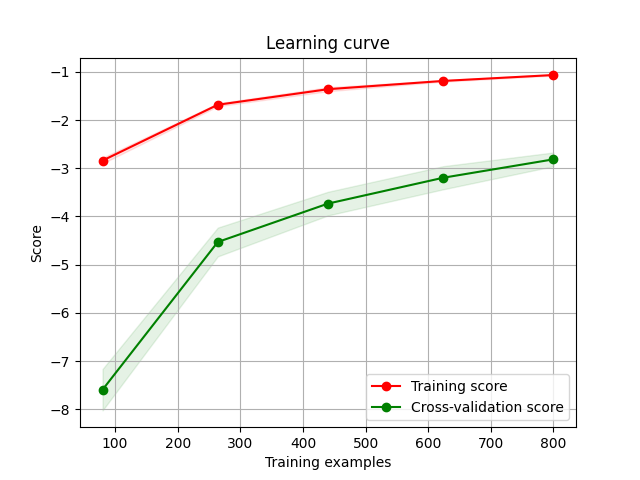 Learning curve
Score
−1
−2
−3
−4
−5
−6
−7
−8
Training score
Cross-validation score
100 200 300 400 500 600 700 800
Training examples